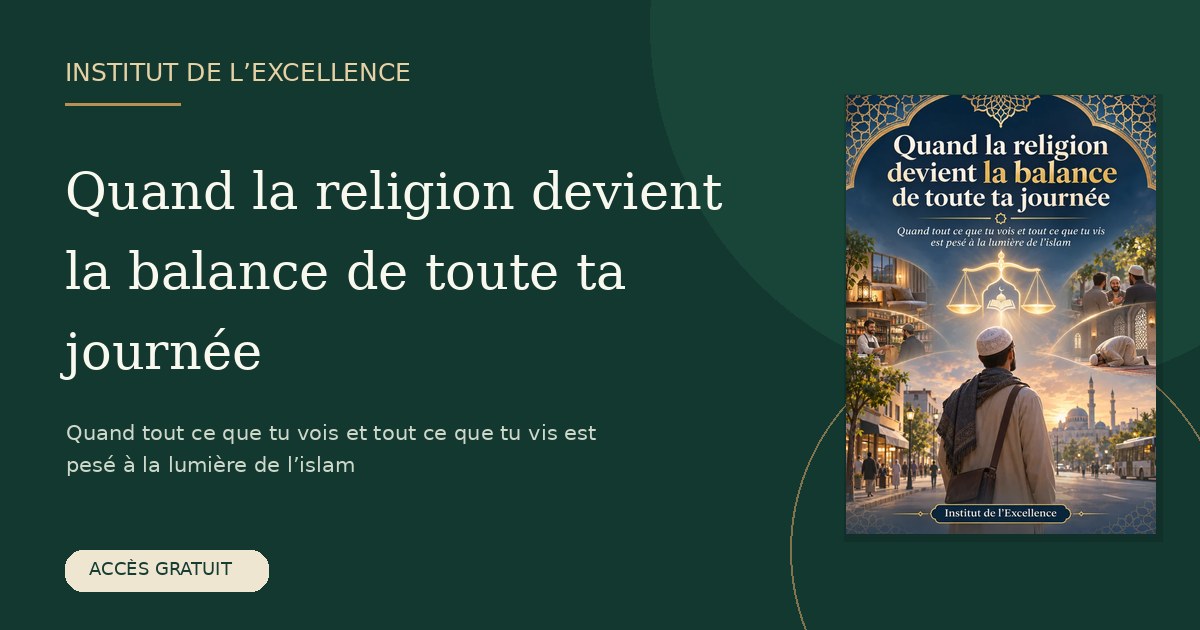 INSTITUT DE L’EXCELLENCE
Quand la religion devient
la balance de toute ta
journée
Quand tout ce que tu vois et tout ce que tu vis est
pesé à la lumière de l’islam
ACCÈS GRATUIT
Quand la religion
devient la balance
de toute ta journée
Quand tout ce que tu vois et tout ce que tu vis
est pesé à la lumière de l’islam
Institut de l’Excellence